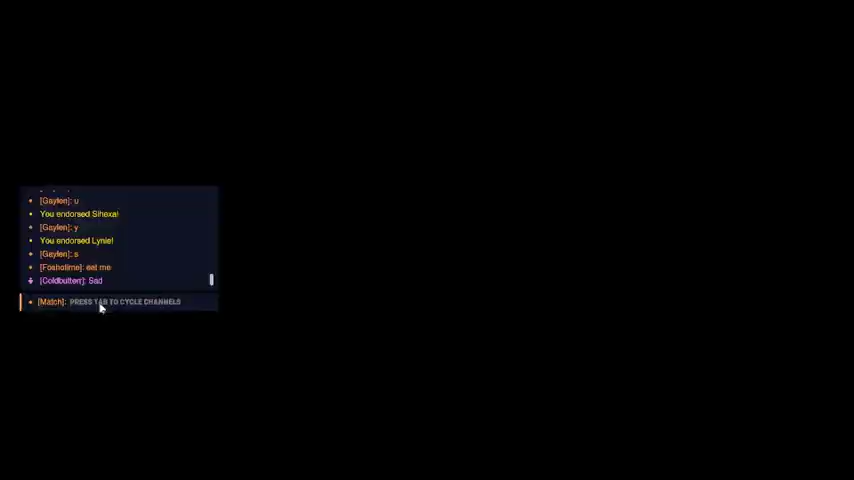 [Gaylen]: u
You endorsed Sihexa!
[Gaylen]: y
You endorsed Lynie!
[Gaylen]: s
[Foshotime]: eat me
[Coldbutterr]: Sad
[Match]: PRESS TAB TO CYCLE CHANNELS